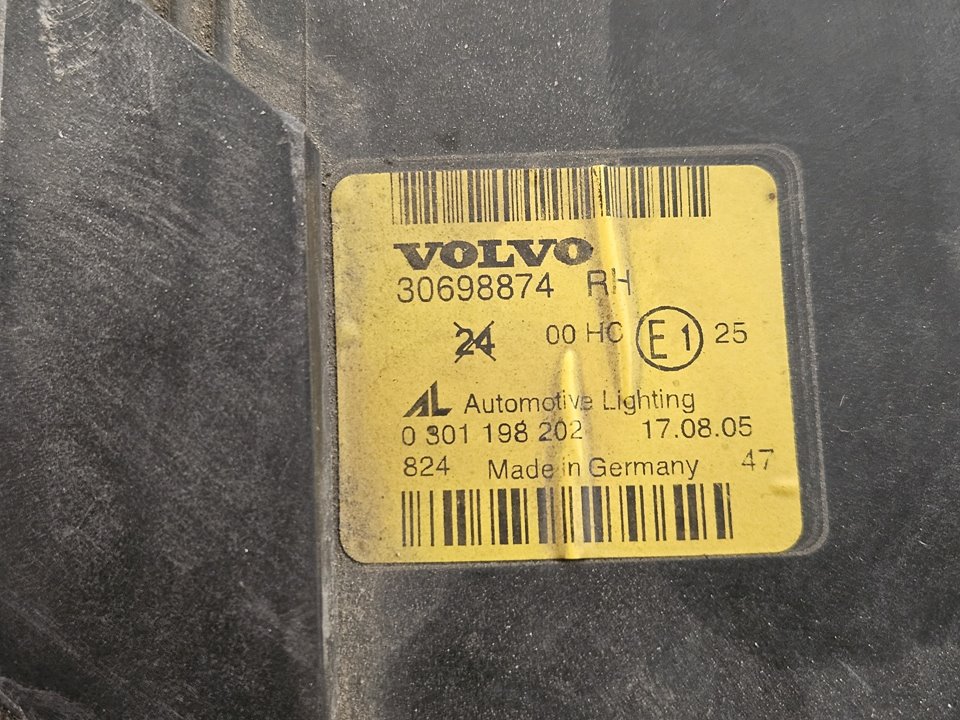 VOLVO
30698874 RH
24 00 HC E1 25
AL Automotive Lighting
0 301 198 202 17.08.05
824 Made in Germany 47